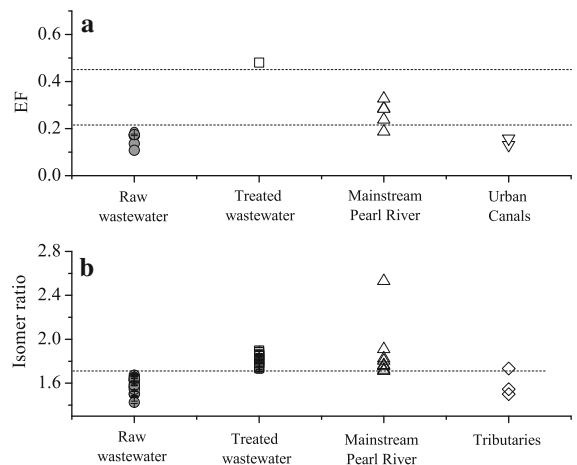 a
0.6
0.4
0.2
0.0
EF
Raw
wastewater
Treated
wastewater
Mainstream
Pearl River
Urban
Canals
b
2.8
2.4
2.0
1.6
Isomer ratio
Raw
wastewater
Treated
wastewater
Mainstream
Pearl River
Tributaries